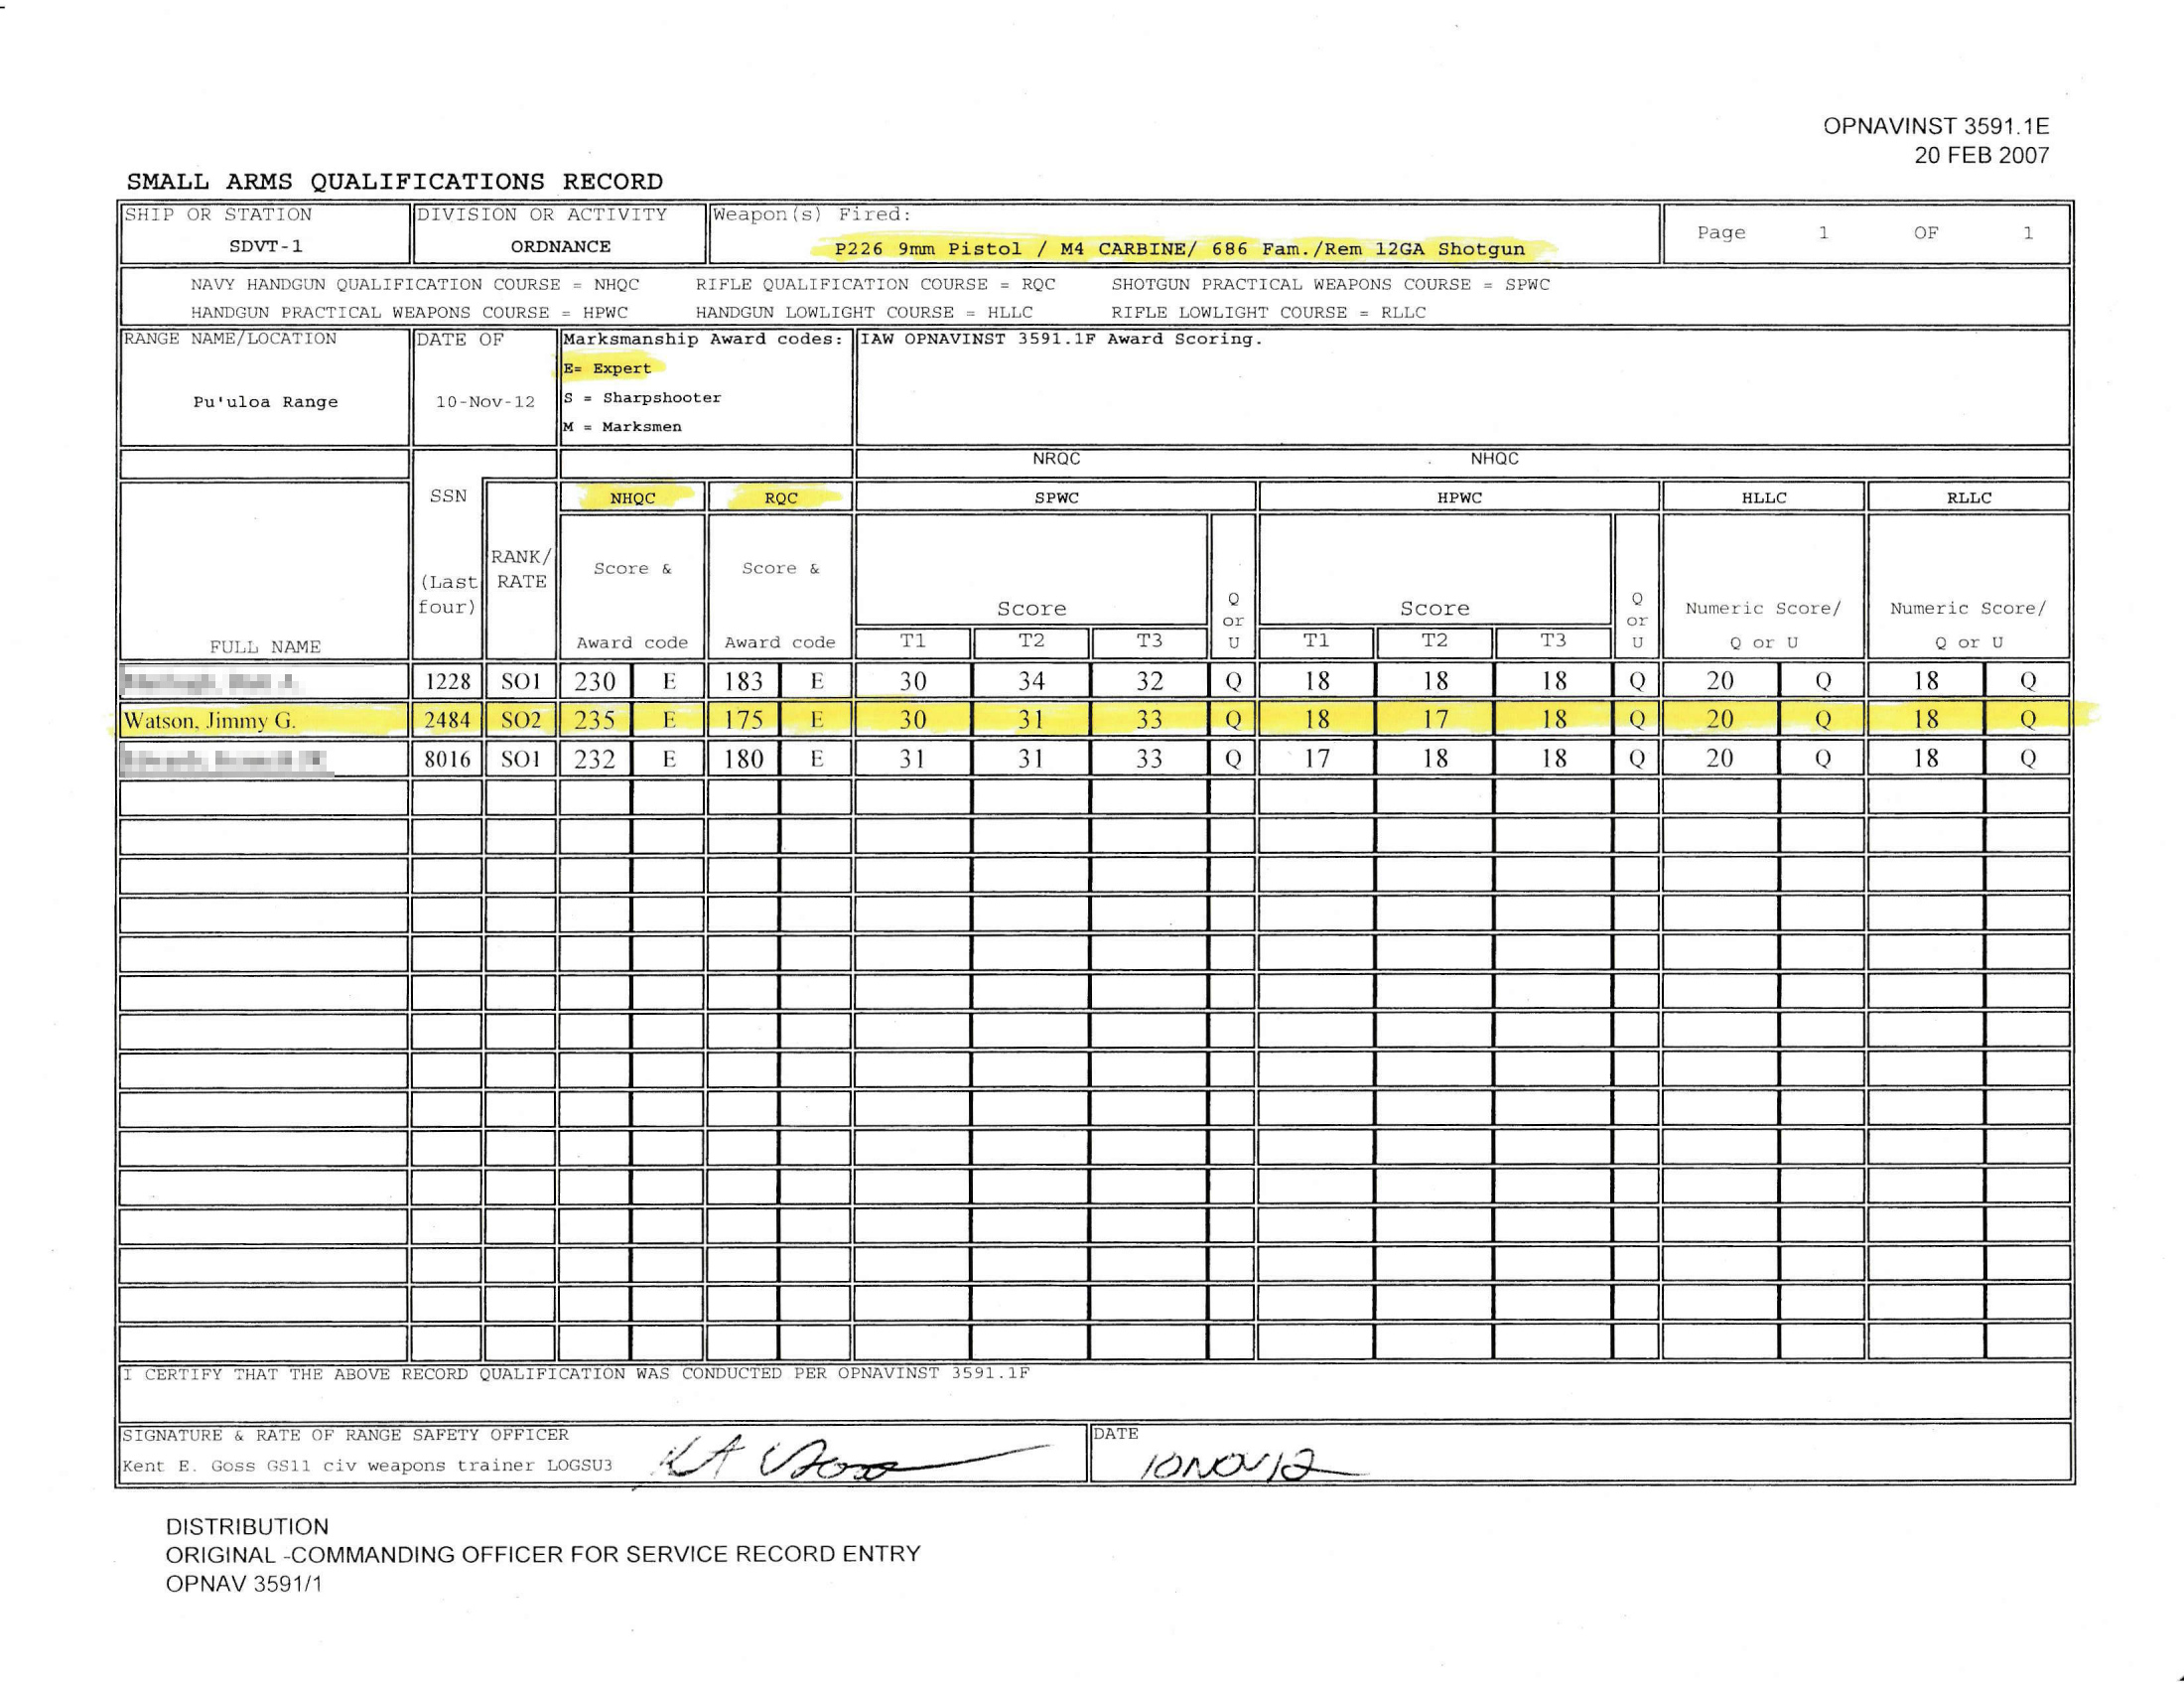 OPNAVINST 3591.1E
20 FEB 2007
SMALL ARMS QUALIFICATIONS RECORD
SHIP OR STATION
SDVT-1
DIVISION OR ACTIVITY
ORDNANCE
Weapon(s) Fired:
P226 9mm Pistol / M4 CARBINE/ 686 Fam./Rem 12GA Shotgun
Page 1 OF 1
NAVY HANDGUN QUALIFICATION COURSE = NHQC RIFLE QUALIFICATION COURSE = RQC SHOTGUN PRACTICAL WEAPONS COURSE = SPWC
HANDGUN PRACTICAL WEAPONS COURSE = HPWC HANDGUN LOWLIGHT COURSE = HLLC RIFLE LOWLIGHT COURSE = RLLC
RANGE NAME/LOCATION
Pu'uloa Range
DATE OF
10-Nov-12
Marksmanship Award codes:
E= Expert
S = Sharpshooter
M = Marksmen
IAW OPNAVINST 3591.1F Award Scoring.
NRQC NHQC
FULL NAME
SSN
(Last
four)
RANK/
RATE
NHQC
Score &
Award code
RQC
Score &
Award code
SPWC
Score
T1 T2 T3
Q
or
U
HPWC
Score
T1 T2 T3
Q
or
U
HLLC
Numeric Score/
Q or U
RLLC
Numeric Score/
Q or U
1228 SO1 230 E 183 E 30 34 32 Q 18 18 18 Q 20 Q 18 Q
Watson, Jimmy G. 2484 SO2 235 E 175 E 30 31 33 Q 18 17 18 Q 20 Q 18 Q
8016 SO1 232 E 180 E 31 31 33 Q 17 18 18 Q 20 Q 18 Q
I CERTIFY THAT THE ABOVE RECORD QUALIFICATION WAS CONDUCTED PER OPNAVINST 3591.1F
SIGNATURE & RATE OF RANGE SAFETY OFFICER
Kent E. Goss GS11 civ weapons trainer LOGSU3
DATE
10NOV12
DISTRIBUTION
ORIGINAL -COMMANDING OFFICER FOR SERVICE RECORD ENTRY
OPNAV 3591/1